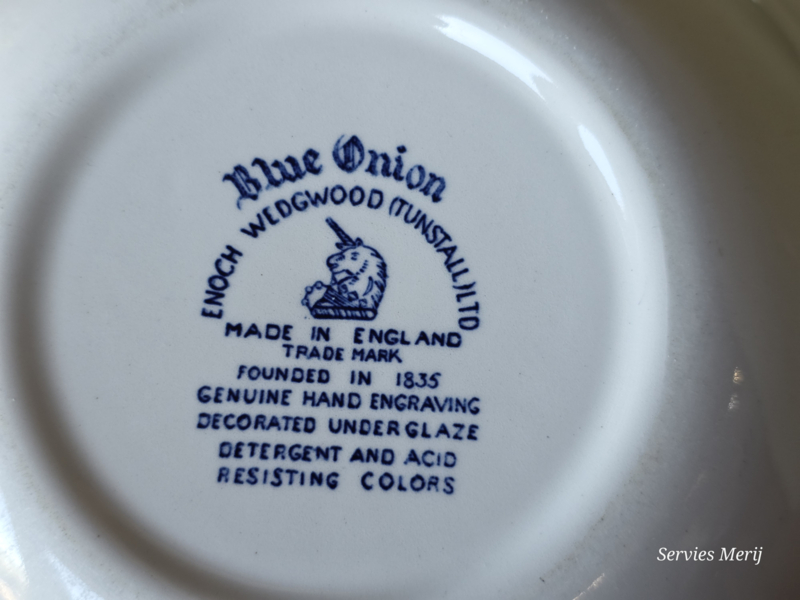 Blue Onion
ENOCH WEDGWOOD (TUNSTALL) LTD
MADE IN ENGLAND
TRADE MARK
FOUNDED IN 1835
GENUINE HAND ENGRAVING
DECORATED UNDERGLAZE
DETERGENT AND ACID
RESISTING COLORS
Servies Merij